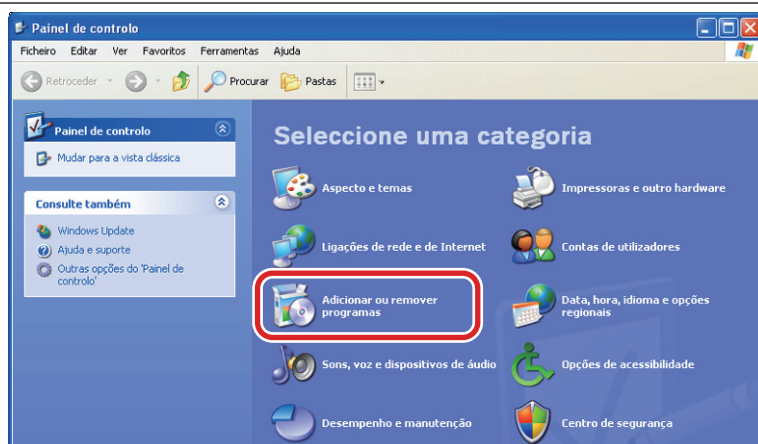 Painel de controlo
Ficheiro Editar Ver Favoritos Ferramentas Ajuda
Retroceder Procurar Pastas
Painel de controlo
Mudar para a vista clássica
Consulte também
Windows Update
Ajuda e suporte
Outras opções do 'Painel de
controlo'
Seleccione uma categoria
Aspecto e temas
Impressoras e outro hardware
Ligações de rede e de Internet
Contas de utilizadores
Adicionar ou remover
programas
Data, hora, idioma e opções
regionais
Sons, voz e dispositivos de áudio
Opções de acessibilidade
Desempenho e manutenção
Centro de segurança